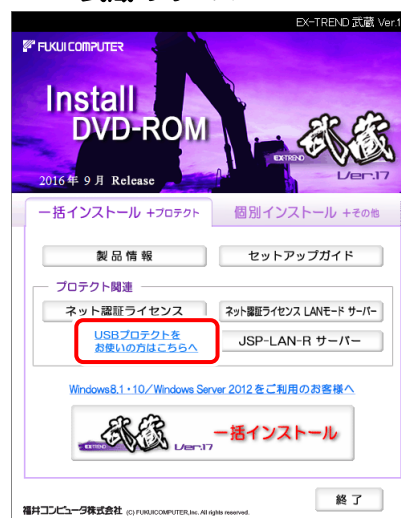 EX-TREND 武蔵 Ver.1
FUKUI COMPUTER
Install
DVD-ROM
EX-TREND
武蔵
Ver.17
2016年 9月 Release
一括インストール +プロテクト
個別インストール +その他
製品情報
セットアップガイド
プロテクト関連
ネット認証ライセンス
ネット認証ライセンス LANモード サーバー
USBプロテクトを
お使いの方はこちらへ
JSP-LAN-R サーバー
Windows8.1・10／Windows Server 2012 をご利用のお客様へ
EX-TREND
武蔵
Ver.17
一括インストール
福井コンピュータ株式会社 (C) FUKUICOMPUTER,Inc. All rights reserved.
終了